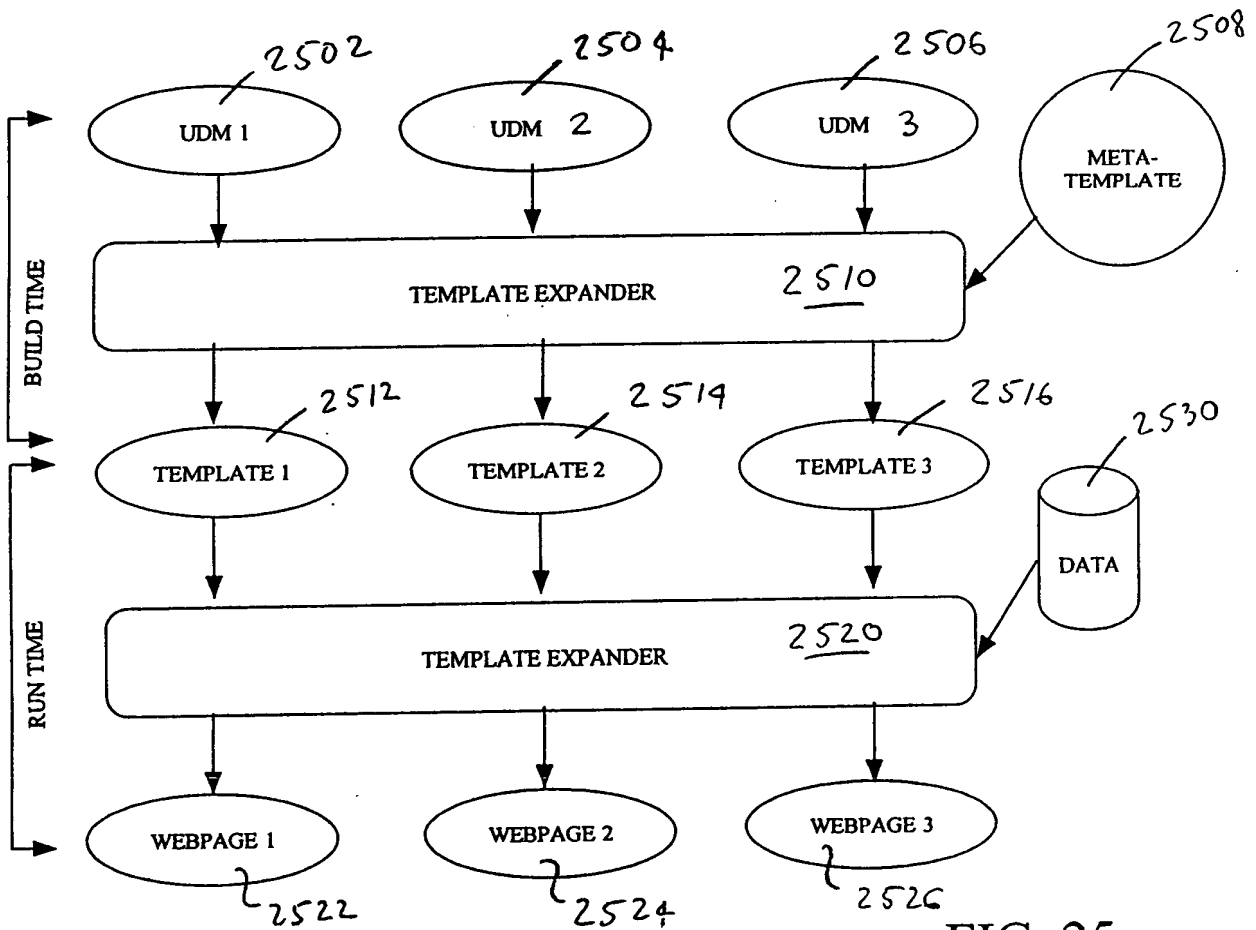 2502
2504
2506
2508
UDM 1
UDM 2
UDM 3
META-
TEMPLATE
BUILD TIME
TEMPLATE EXPANDER 2510
2512
2514
2516
2530
TEMPLATE 1
TEMPLATE 2
TEMPLATE 3
DATA
RUN TIME
TEMPLATE EXPANDER 2520
WEBPAGE 1
WEBPAGE 2
WEBPAGE 3
2522
2524
2526
FIG. 25